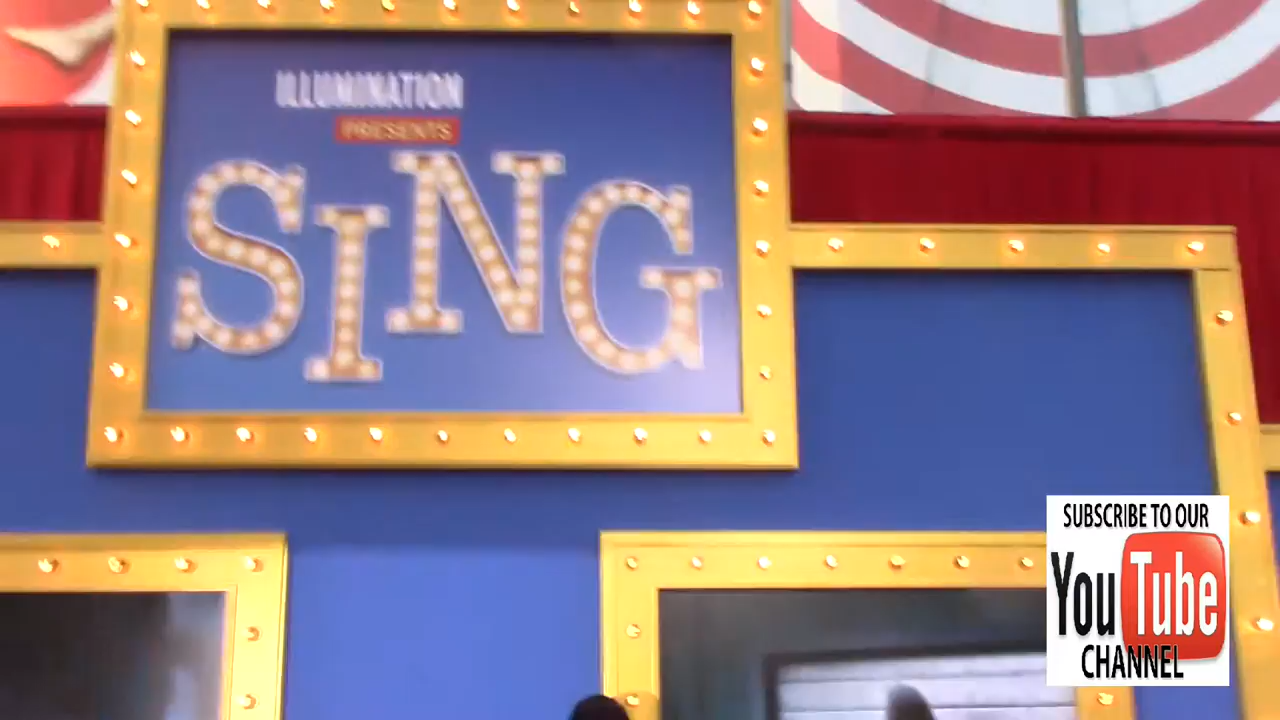 ILLUMINATION
PRESENTS
SING
SUBSCRIBE TO OUR
YouTube
CHANNEL